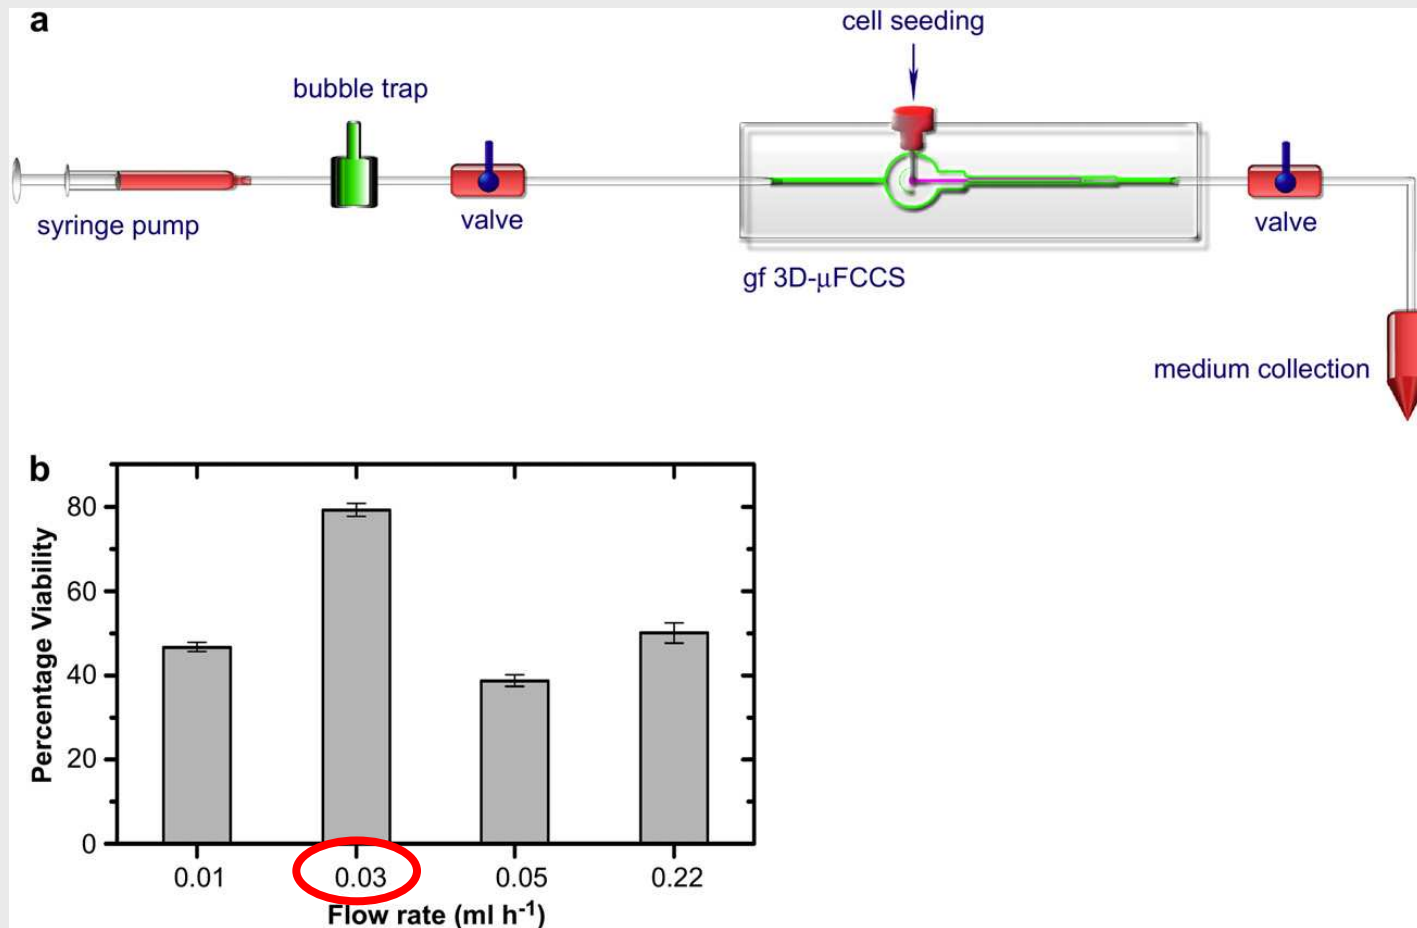 a
cell seeding
bubble trap
syringe pump
valve
valve
gf 3D-μFCCS
medium collection
b
Percentage Viability
80
60
40
20
0
0.01 0.03 0.05 0.22
Flow rate (ml h⁻¹)